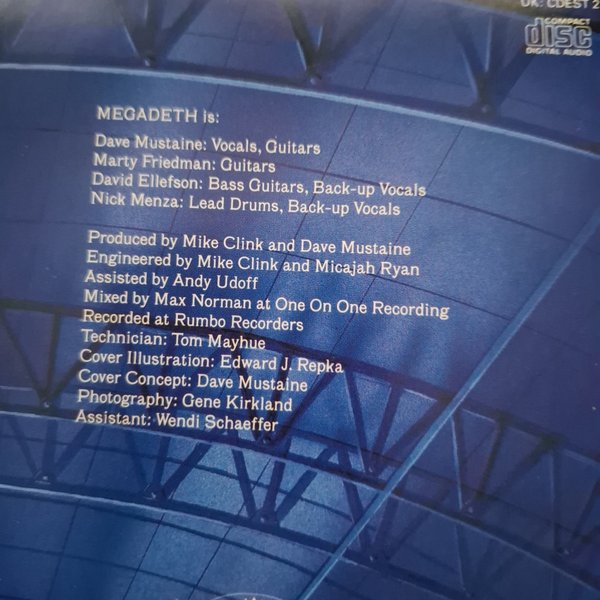 UK: CDEST 2
COMPACT
disc
DIGITAL AUDIO
MEGADETH is:
Dave Mustaine: Vocals, Guitars
Marty Friedman: Guitars
David Ellefson: Bass Guitars, Back-up Vocals
Nick Menza: Lead Drums, Back-up Vocals
Produced by Mike Clink and Dave Mustaine
Engineered by Mike Clink and Micajah Ryan
Assisted by Andy Udoff
Mixed by Max Norman at One On One Recording
Recorded at Rumbo Recorders
Technician: Tom Mayhue
Cover Illustration: Edward J. Repka
Cover Concept: Dave Mustaine
Photography: Gene Kirkland
Assistant: Wendi Schaeffer